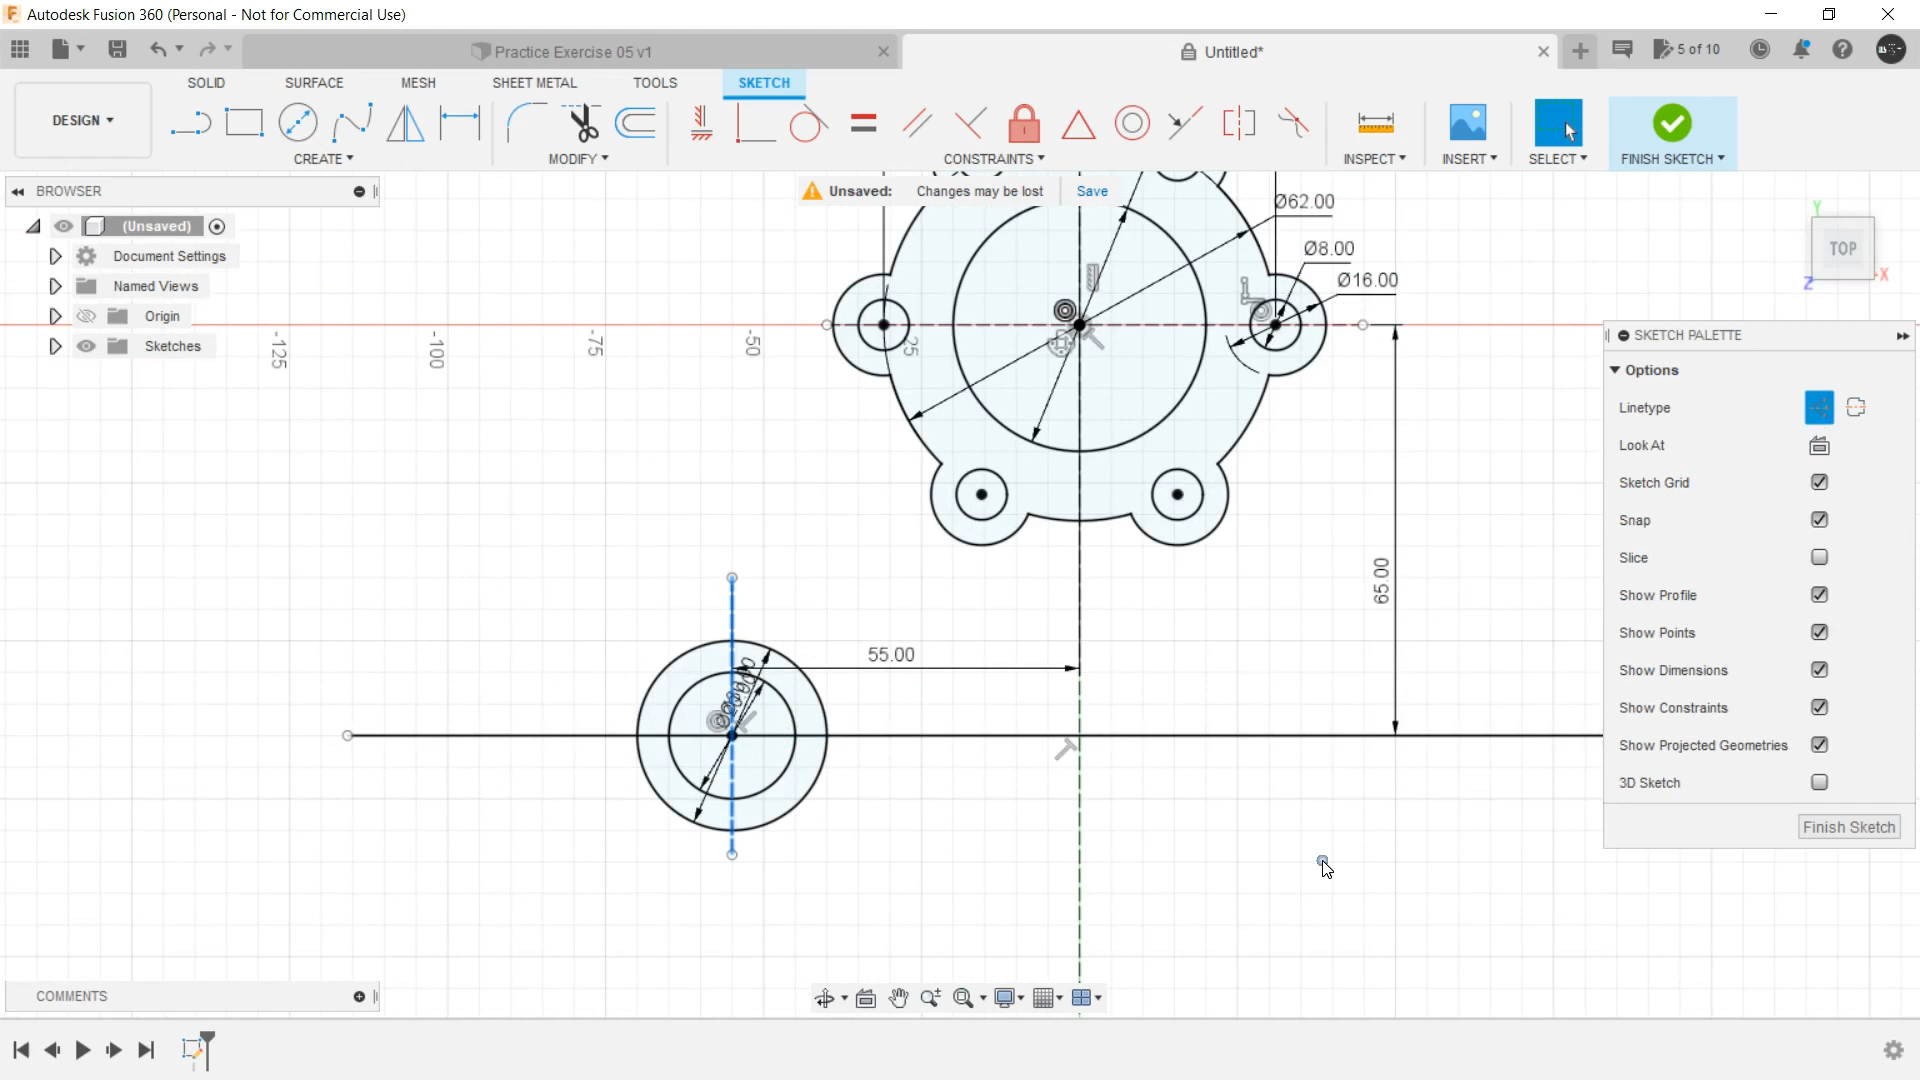 Autodesk Fusion 360 (Personal - Not for Commercial Use)
Practice Exercise 05 v1
Untitled*
5 of 10
SOLID
SURFACE
MESH
SHEET METAL
TOOLS
SKETCH
DESIGN
CREATE
MODIFY
CONSTRAINTS
INSPECT
INSERT
SELECT
FINISH SKETCH
BROWSER
Unsaved: Changes may be lost Save
(Unsaved)
Document Settings
Named Views
Origin
Sketches
Ø62.00
Ø8.00
Ø16.00
-125
-100
-75
-50
25
65.00
55.00
Y
TOP
X
Z
SKETCH PALETTE
Options
Linetype
Look At
Sketch Grid
Snap
Slice
Show Profile
Show Points
Show Dimensions
Show Constraints
Show Projected Geometries
3D Sketch
Finish Sketch
COMMENTS